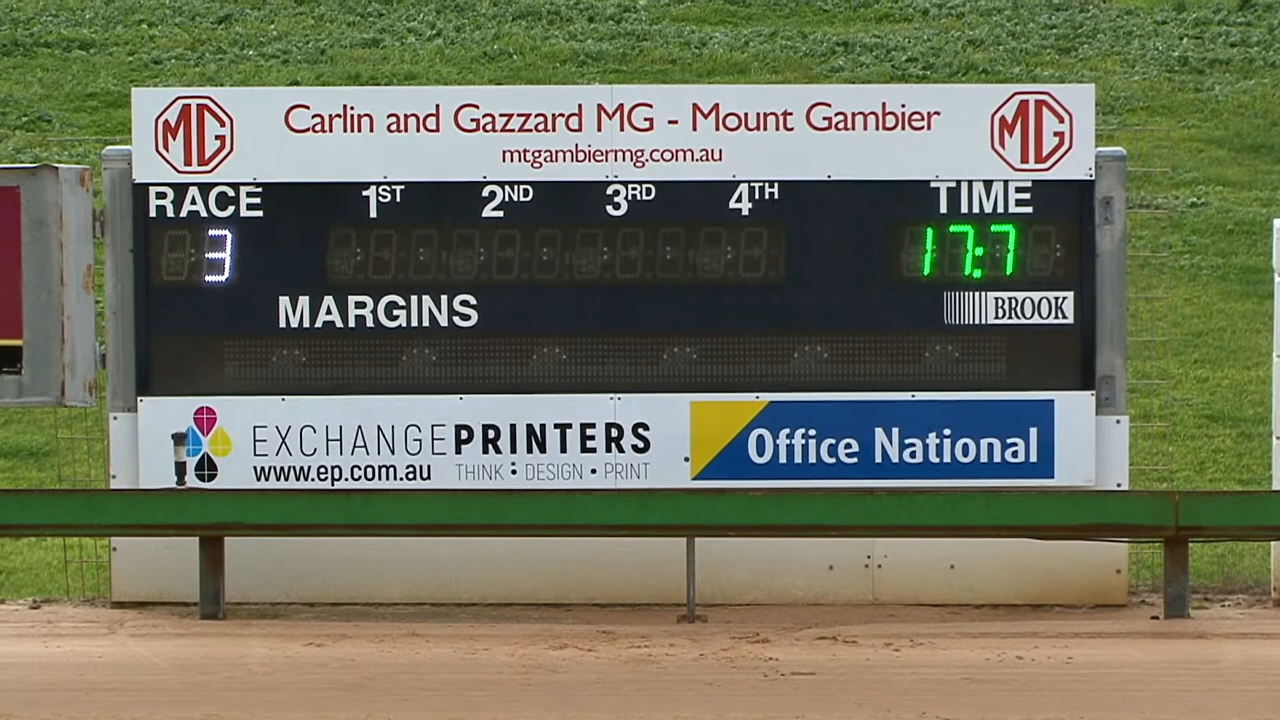 MG Carlin and Gazzard MG - Mount Gambier MG
mtgambiermg.com.au
RACE 1ST 2ND 3RD 4TH TIME
3 17:7
MARGINS BROOK
EXCHANGEPRINTERS Office National
www.ep.com.au THINK • DESIGN • PRINT